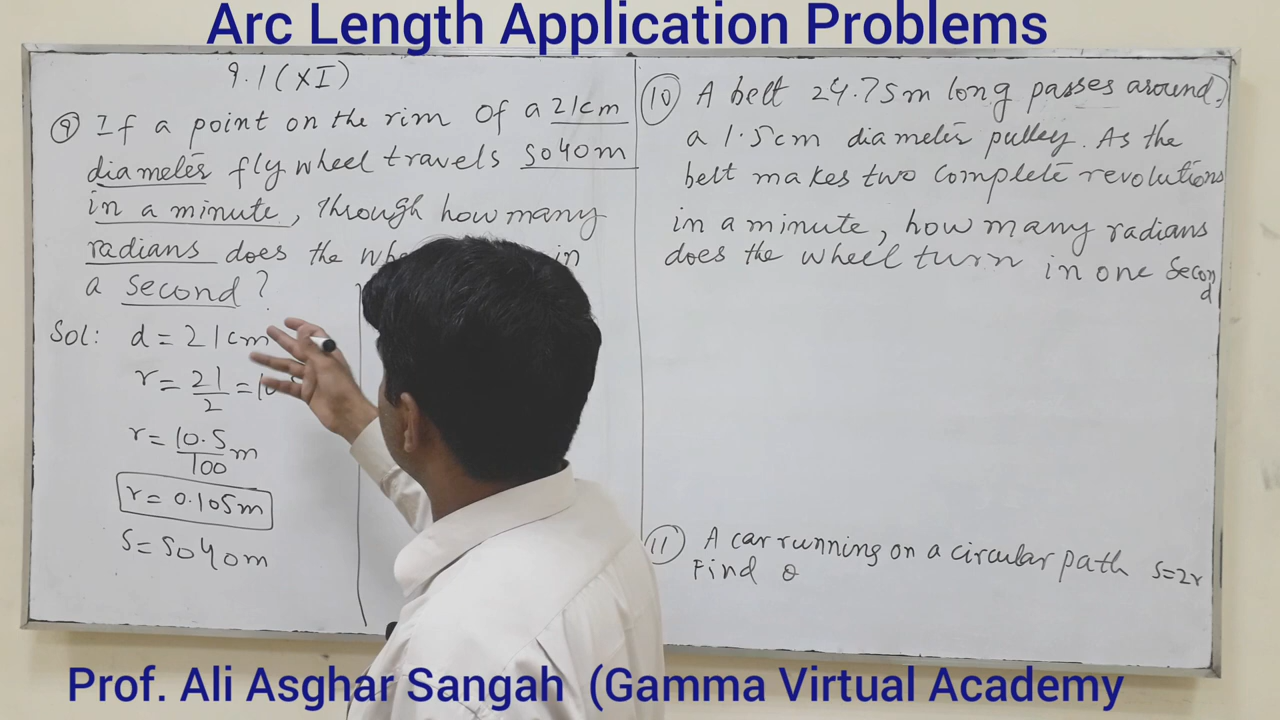 Arc Length Application Problems
9.1 (XI)
9 If a point on the rim of a 21cm
diameter fly wheel travels 5040m
in a minute, Through how many
radians does the in
a second?
Sol: d = 21cm
r = 21/2 =
r = 10.5/100 m
r = 0.105m
S = 5040m
10 A belt 24.75m long passes around
a 1.5cm diameter pulley. As the
belt makes two complete revolutions
in a minute, how many radians
does the wheel turn in one second
11 A car running on a circular path S=2r
Find θ
Prof. Ali Asghar Sangah (Gamma Virtual Academy